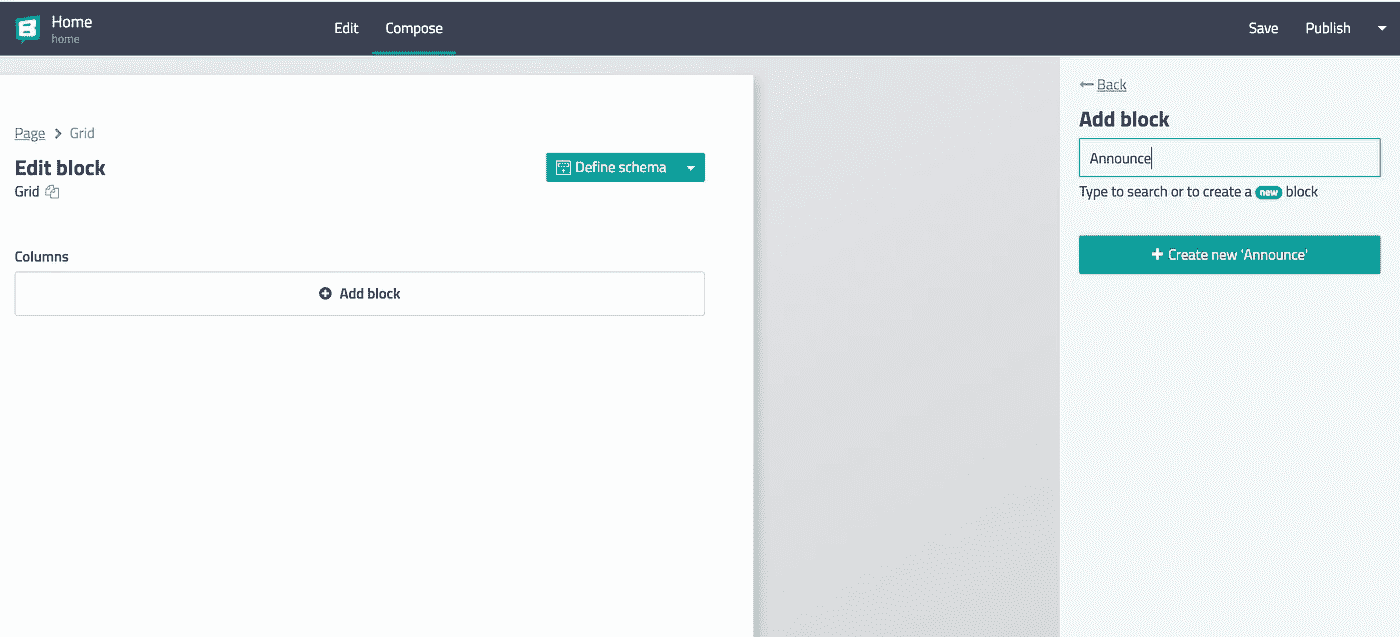 Home
home
Edit
Compose
Save
Publish
Page > Grid
Edit block
Grid
Define schema
Columns
Add block
Back
Add block
Announce
Type to search or to create a new block
+ Create new 'Announce'